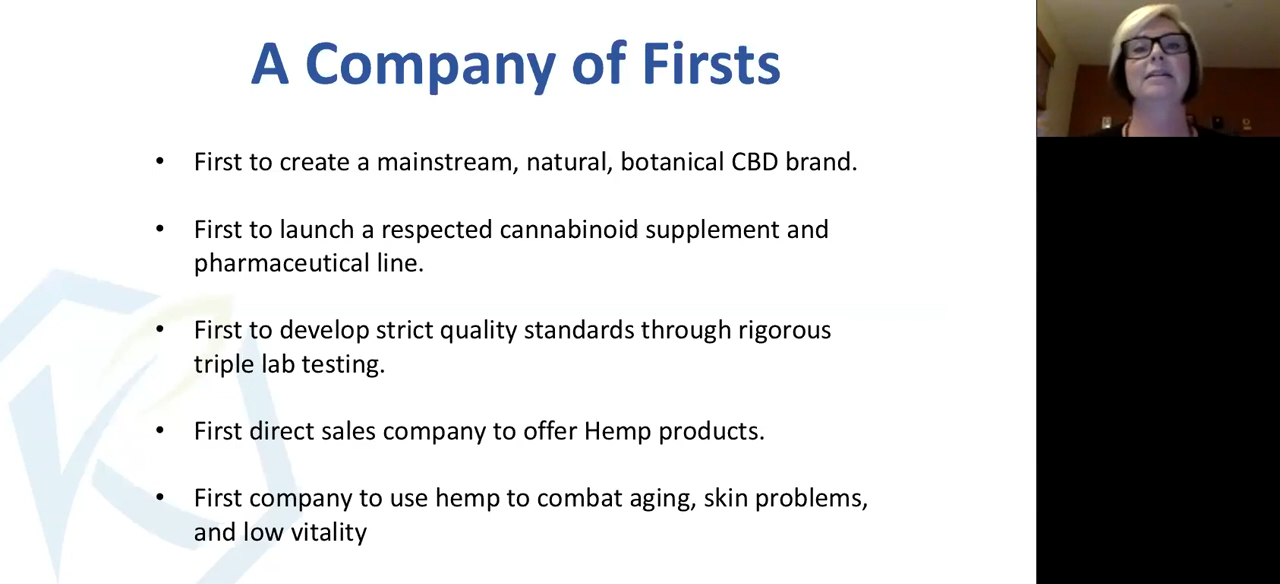 A Company of Firsts
• First to create a mainstream, natural, botanical CBD brand.
• First to launch a respected cannabinoid supplement and
pharmaceutical line.
• First to develop strict quality standards through rigorous
triple lab testing.
• First direct sales company to offer Hemp products.
• First company to use hemp to combat aging, skin problems,
and low vitality